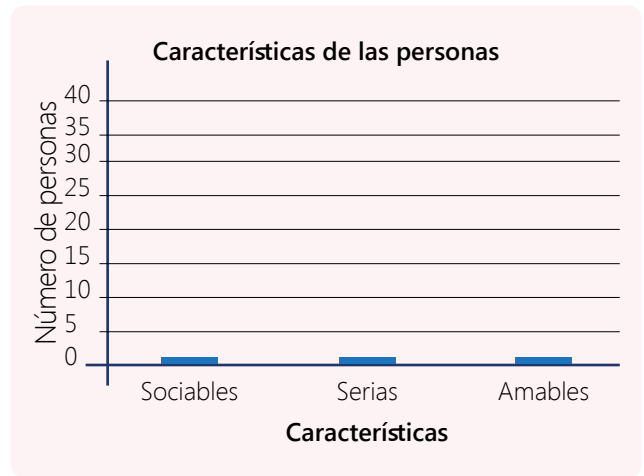 Características de las personas
Número de personas
40
35
30
25
20
15
10
5
0
Sociables Serias Amables
Características